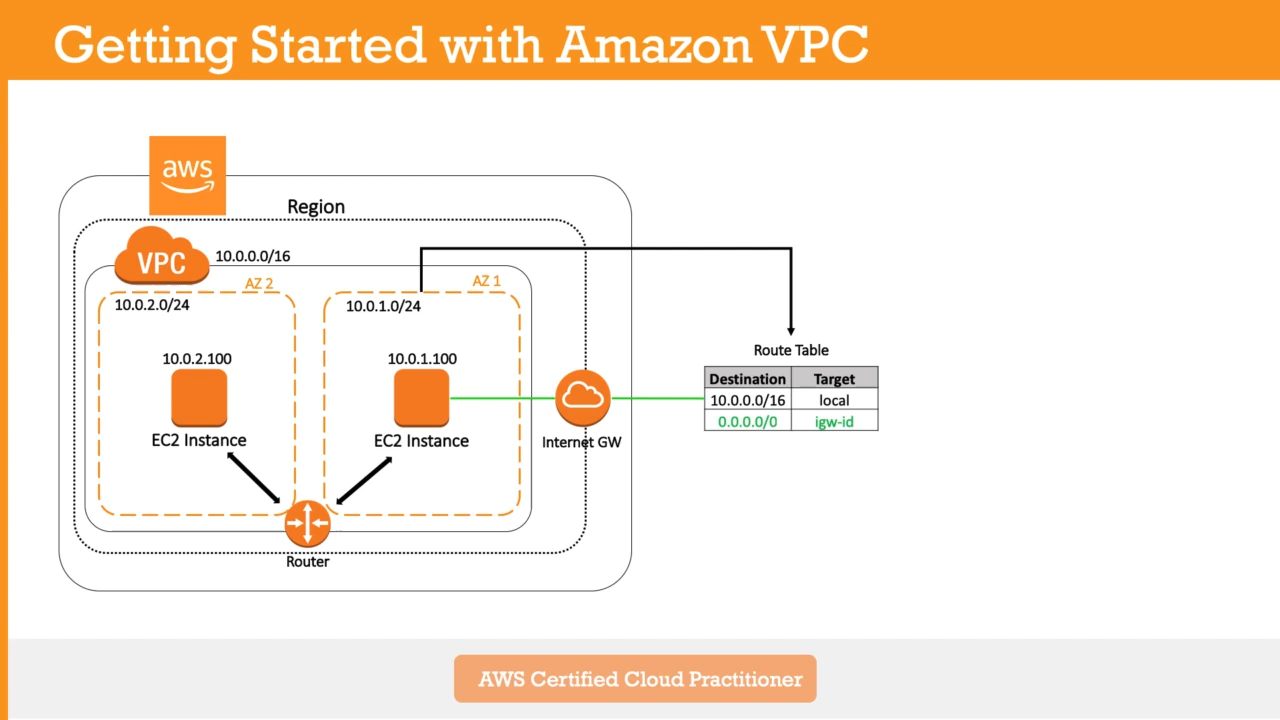 Getting Started with Amazon VPC
aws
Region
VPC
10.0.0.0/16
AZ 2
AZ 1
10.0.2.0/24
10.0.1.0/24
10.0.2.100
10.0.1.100
EC2 Instance
EC2 Instance
Internet GW
Router
Route Table
Destination Target
10.0.0.0/16 local
0.0.0.0/0 igw-id
AWS Certified Cloud Practitioner